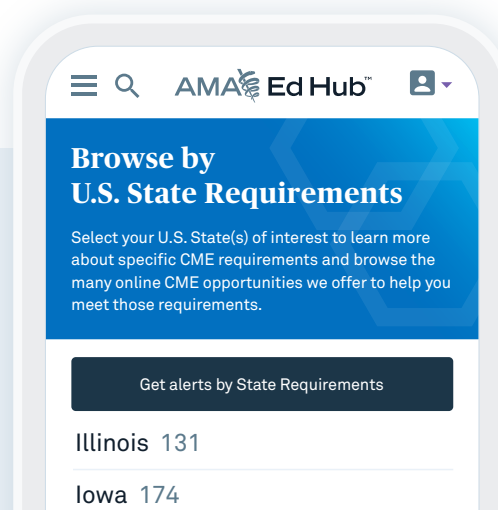 AMA Ed Hub™
Browse by
U.S. State Requirements
Select your U.S. State(s) of interest to learn more
about specific CME requirements and browse the
many online CME opportunities we offer to help you
meet those requirements.
Get alerts by State Requirements
Illinois 131
Iowa 174